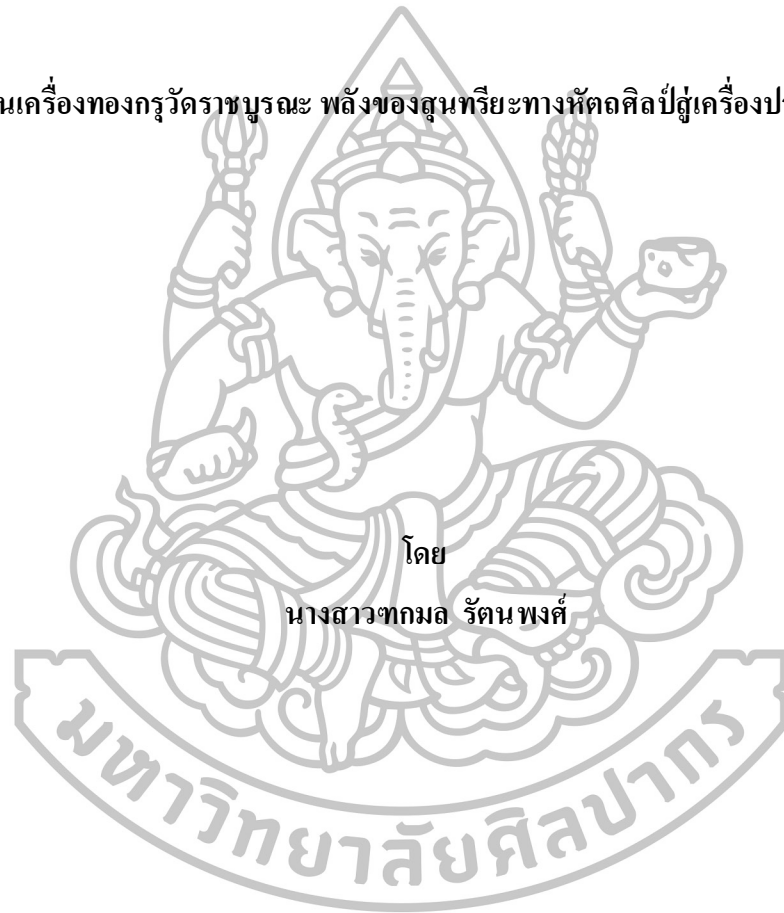 นเครื่องทองกรุวัดราชบูรณะ พลังของสุนทรียะทางหัตถศิลป์สู่เครื่องปร
โดย
นางสาวฑกมล รัตนพงศ์
มหาวิทยาลัยศิลปากร